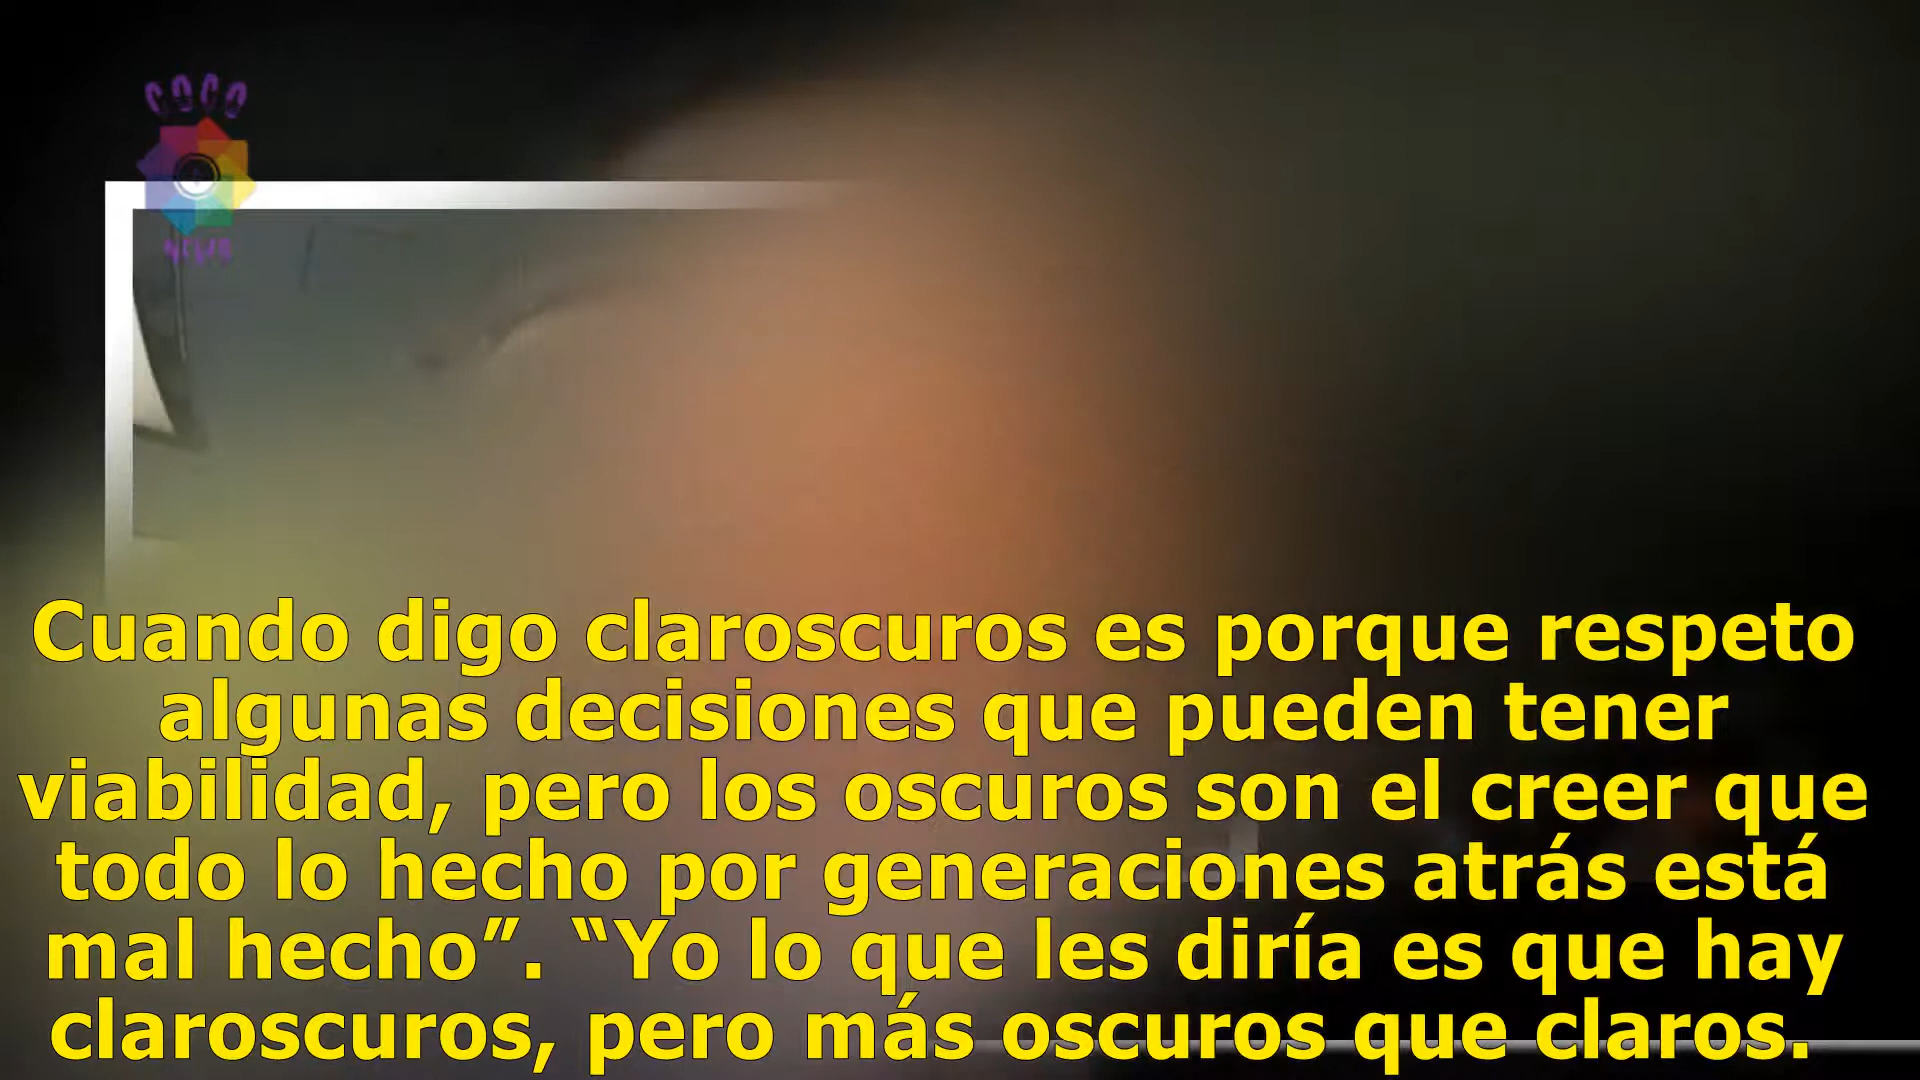 COCO
NEWS
Cuando digo claroscuros es porque respeto
algunas decisiones que pueden tener
viabilidad, pero los oscuros son el creer que
todo lo hecho por generaciones atrás está
mal hecho”. “Yo lo que les diría es que hay
claroscuros, pero más oscuros que claros.